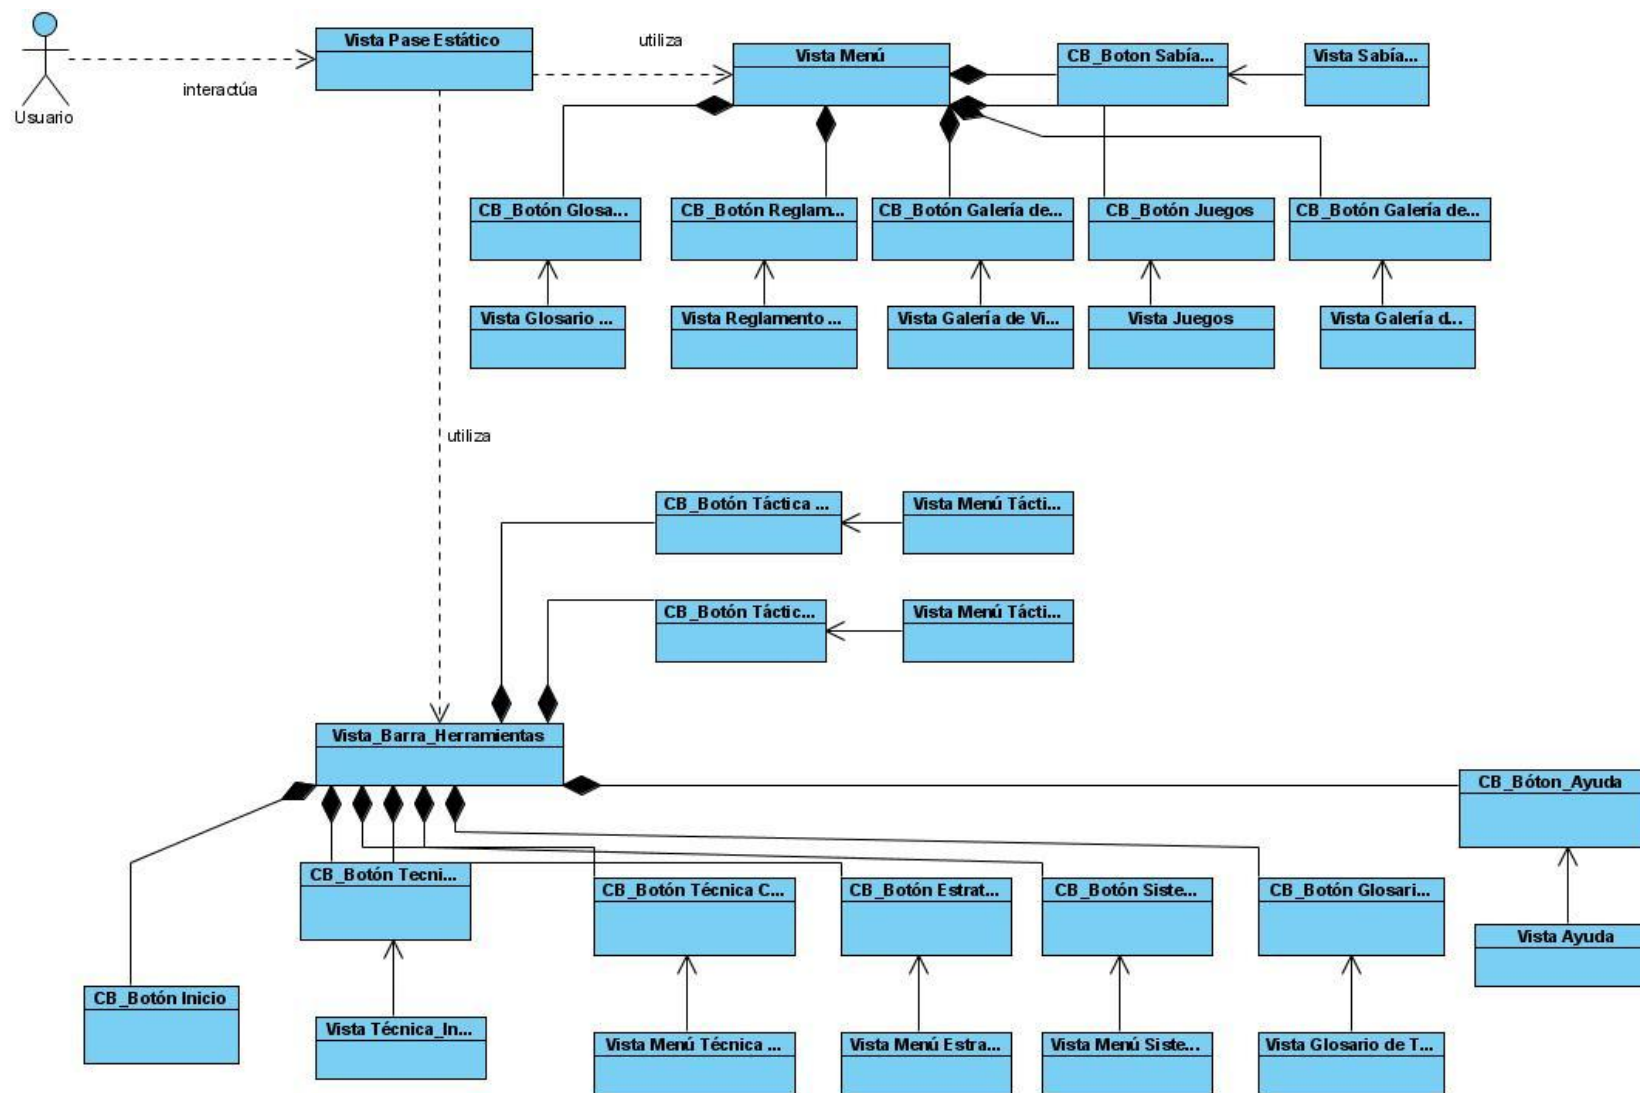 Usuario
interactúa
Vista Pase Estático
utiliza
Vista Menú
CB_Boton Sabía...
Vista Sabía...
CB_Botón Glosa...
CB_Botón Reglam...
CB_Botón Galería de...
CB_Botón Juegos
CB_Botón Galería de...
Vista Glosario ...
Vista Reglamento ...
Vista Galería de Vi...
Vista Juegos
Vista Galería d...
utiliza
CB_Botón Táctica ...
Vista Menú Tácti...
CB_Botón Táctic...
Vista Menú Tácti...
Vista_Barra_Herramientas
CB_Bóton_Ayuda
CB_Botón Tecni...
CB_Botón Técnica C...
CB_Botón Estrat...
CB_Botón Siste...
CB_Botón Glosari...
Vista Ayuda
CB_Botón Inicio
Vista Técnica_In...
Vista Menú Técnica ...
Vista Menú Estra...
Vista Menú Siste...
Vista Glosario de T...